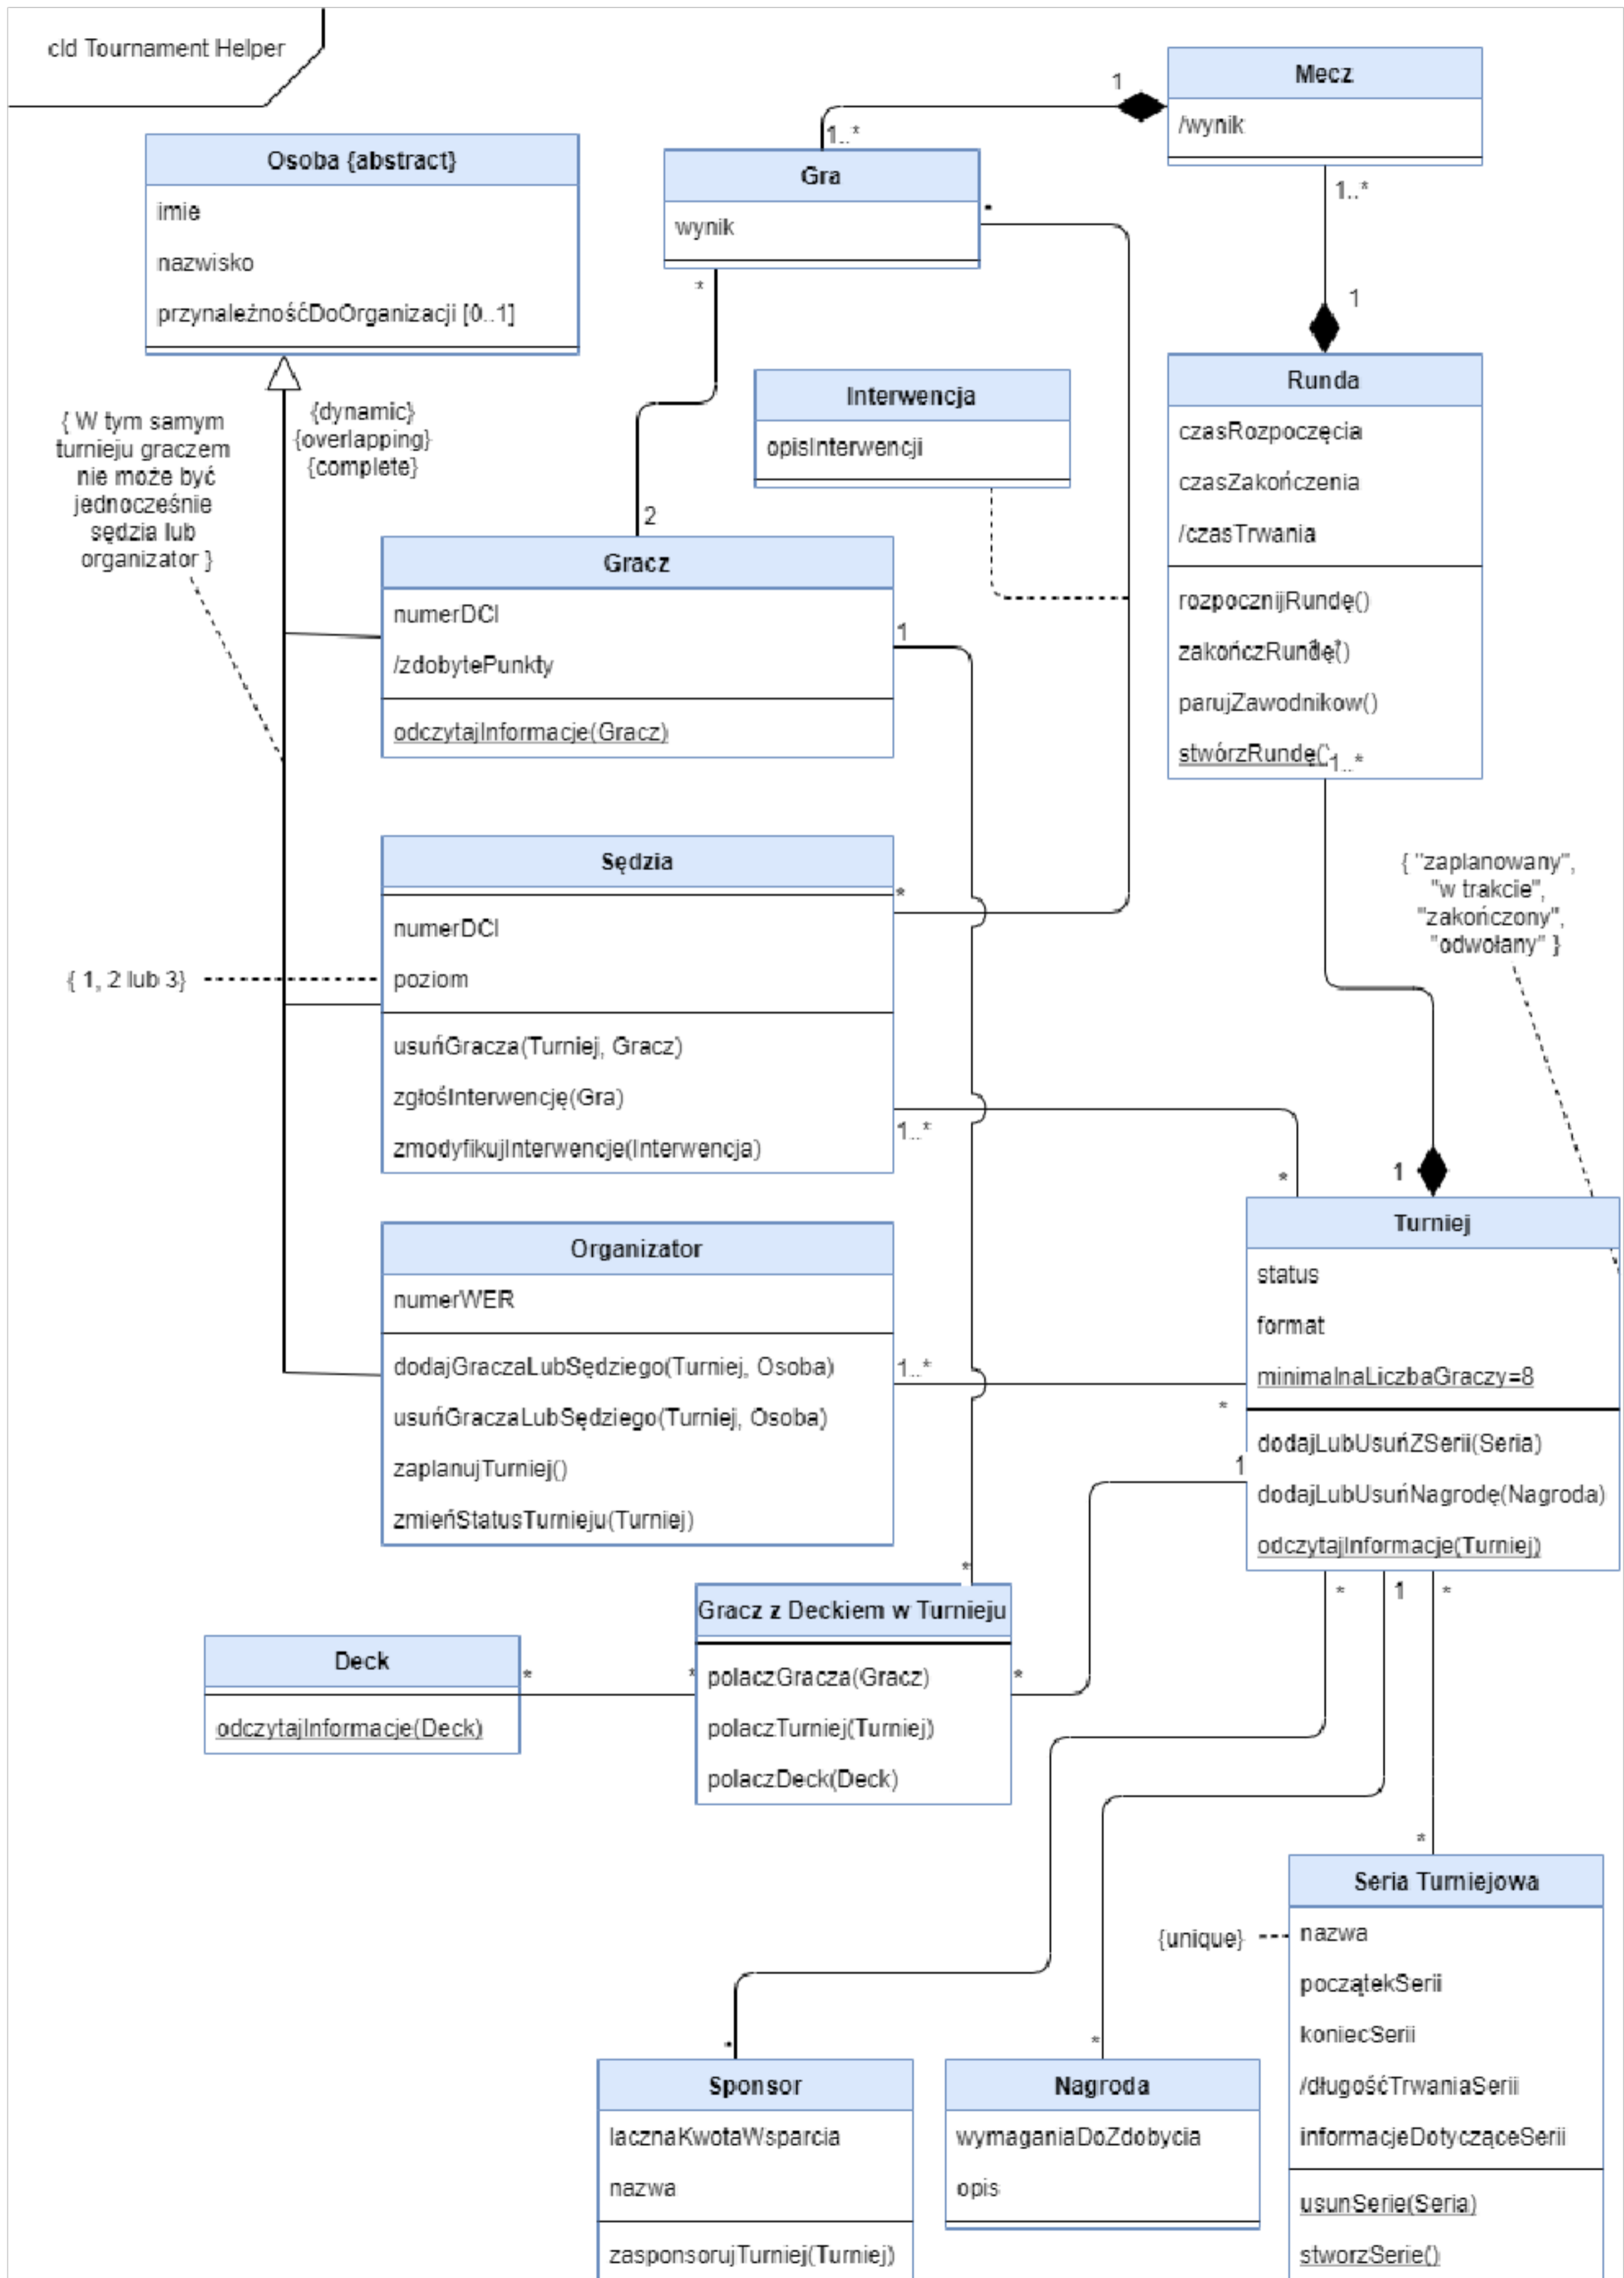 cld Tournament Helper
Mecz
/wynik
1
1..*
1..*
1
Osoba {abstract}
imie
nazwisko
przynależnośćDoOrganizacji [0..1]
Gra
wynik
*
*
{ W tym samym
turnieju graczem
nie może być
jednocześnie
sędzia lub
organizator }
{dynamic}
{overlapping}
{complete}
Interwencja
opisInterwencji
Runda
czasRozpoczęcia
czasZakończenia
/czasTrwania
rozpocznijRundę()
zakończRundę()
parujZawodnikow()
stwórzRundę()
1..*
2
Gracz
numerDCI
/zdobytePunkty
odczytajInformacje(Gracz)
1
Sędzia
numerDCI
poziom
usuńGracza(Turniej, Gracz)
zgłośInterwencję(Gra)
zmodyfikujInterwencje(Interwencja)
*
1..*
{ 1, 2 lub 3}
{ "zaplanowany",
"w trakcie",
"zakończony",
"odwołany" }
*
1
Organizator
numerWER
dodajGraczaLubSędziego(Turniej, Osoba)
usuńGraczaLubSędziego(Turniej, Osoba)
zaplanujTurniej()
zmieńStatusTurnieju(Turniej)
1..*
*
1
Turniej
status
format
minimalnaLiczbaGraczy=8
dodajLubUsuńZSerii(Seria)
dodajLubUsuńNagrodę(Nagroda)
odczytajInformacje(Turniej)
*
1
*
Deck
odczytajInformacje(Deck)
*
*
*
*
Gracz z Deckiem w Turnieju
polaczGracza(Gracz)
polaczTurniej(Turniej)
polaczDeck(Deck)
*
Seria Turniejowa
{unique}
nazwa
początekSerii
koniecSerii
/długośćTrwaniaSerii
informacjeDotycząceSerii
usunSerie(Seria)
stworzSerie()
*
*
Sponsor
lacznaKwotaWsparcia
nazwa
zasponsorujTurniej(Turniej)
Nagroda
wymaganiaDoZdobycia
opis